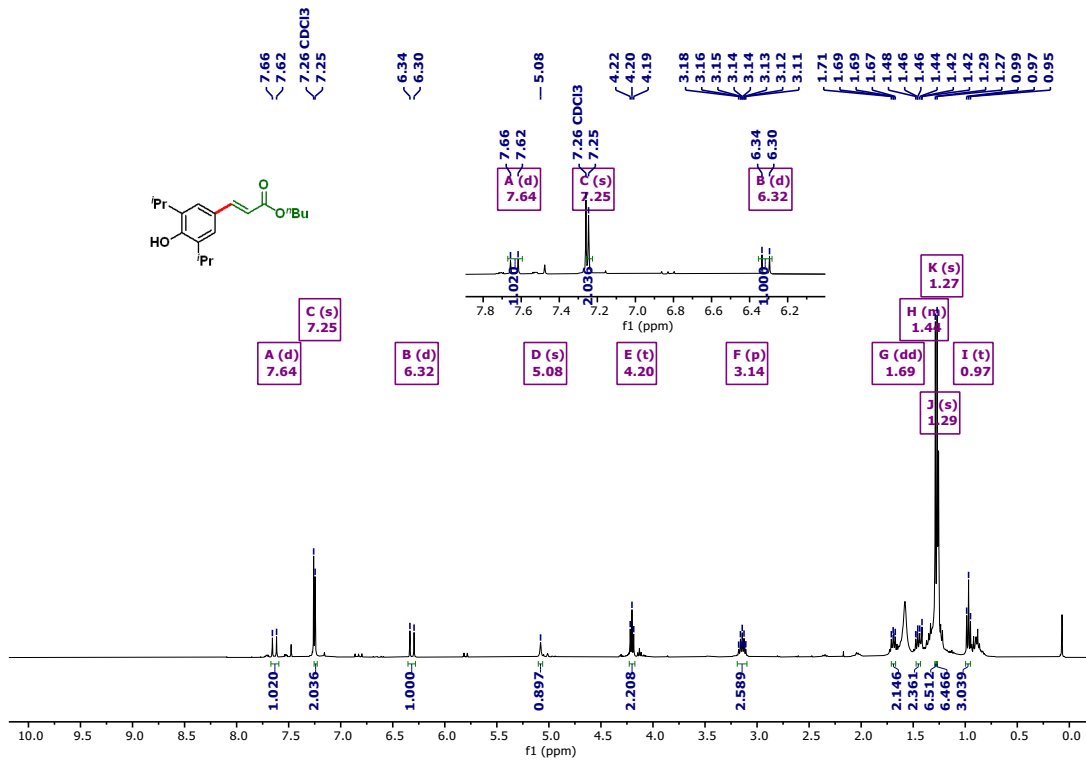 7.66
7.62
7.26 CDCl3
7.25
6.34
6.30
5.08
4.22
4.20
4.19
3.18
3.16
3.15
3.14
3.14
3.13
3.12
3.11
1.71
1.69
1.69
1.67
1.48
1.46
1.46
1.44
1.42
1.42
1.29
1.27
0.99
0.97
0.95
7.66
7.62
7.26 CDCl3
7.25
6.34
6.30
A (d)
7.64
C (s)
7.25
B (d)
6.32
iPr
HO
iPr
O
OnBu
1.020
2.036
1.000
7.8 7.6 7.4 7.2 7.0 6.8 6.6 6.4 6.2
f1 (ppm)
K (s)
1.27
C (s)
7.25
H (m)
1.44
A (d)
7.64
B (d)
6.32
D (s)
5.08
E (t)
4.20
F (p)
3.14
G (dd)
1.69
I (t)
0.97
J (s)
1.29
1.020
2.036
1.000
0.897
2.208
2.589
2.146
2.361
6.512
6.466
3.039
10.0 9.5 9.0 8.5 8.0 7.5 7.0 6.5 6.0 5.5 5.0 4.5 4.0 3.5 3.0 2.5 2.0 1.5 1.0 0.5 0.0
f1 (ppm)